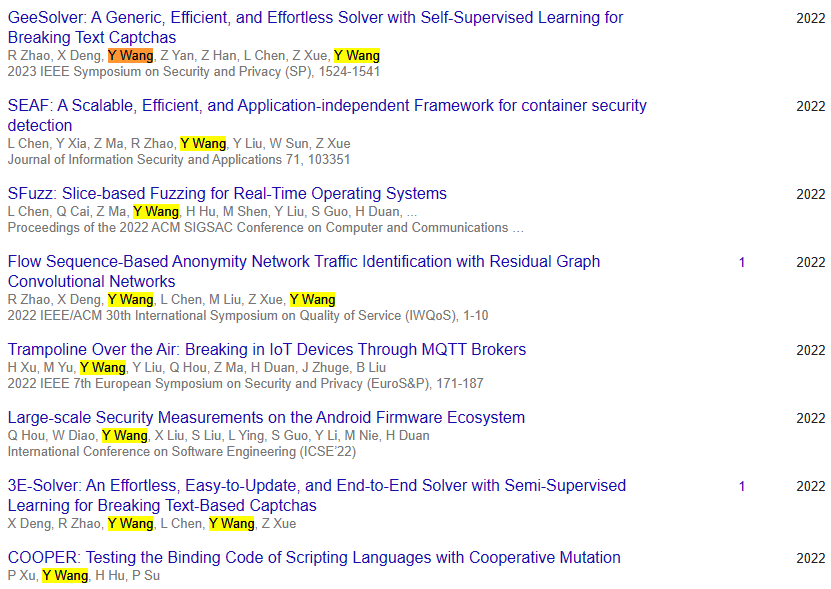 GeeSolver: A Generic, Efficient, and Effortless Solver with Self-Supervised Learning for 2022
Breaking Text Captchas
R Zhao, X Deng, Y Wang, Z Yan, Z Han, L Chen, Z Xue, Y Wang
2023 IEEE Symposium on Security and Privacy (SP), 1524-1541
SEAF: A Scalable, Efficient, and Application-independent Framework for container security 2022
detection
L Chen, Y Xia, Z Ma, R Zhao, Y Wang, Y Liu, W Sun, Z Xue
Journal of Information Security and Applications 71, 103351
SFuzz: Slice-based Fuzzing for Real-Time Operating Systems 2022
L Chen, Q Cai, Z Ma, Y Wang, H Hu, M Shen, Y Liu, S Guo, H Duan, ...
Proceedings of the 2022 ACM SIGSAC Conference on Computer and Communications ...
Flow Sequence-Based Anonymity Network Traffic Identification with Residual Graph 1 2022
Convolutional Networks
R Zhao, X Deng, Y Wang, L Chen, M Liu, Z Xue, Y Wang
2022 IEEE/ACM 30th International Symposium on Quality of Service (IWQoS), 1-10
Trampoline Over the Air: Breaking in IoT Devices Through MQTT Brokers 2022
H Xu, M Yu, Y Wang, Y Liu, Q Hou, Z Ma, H Duan, J Zhuge, B Liu
2022 IEEE 7th European Symposium on Security and Privacy (EuroS&P), 171-187
Large-scale Security Measurements on the Android Firmware Ecosystem 2022
Q Hou, W Diao, Y Wang, X Liu, S Liu, L Ying, S Guo, Y Li, M Nie, H Duan
International Conference on Software Engineering (ICSE'22)
3E-Solver: An Effortless, Easy-to-Update, and End-to-End Solver with Semi-Supervised 1 2022
Learning for Breaking Text-Based Captchas
X Deng, R Zhao, Y Wang, L Chen, Y Wang, Z Xue
COOPER: Testing the Binding Code of Scripting Languages with Cooperative Mutation 2022
P Xu, Y Wang, H Hu, P Su